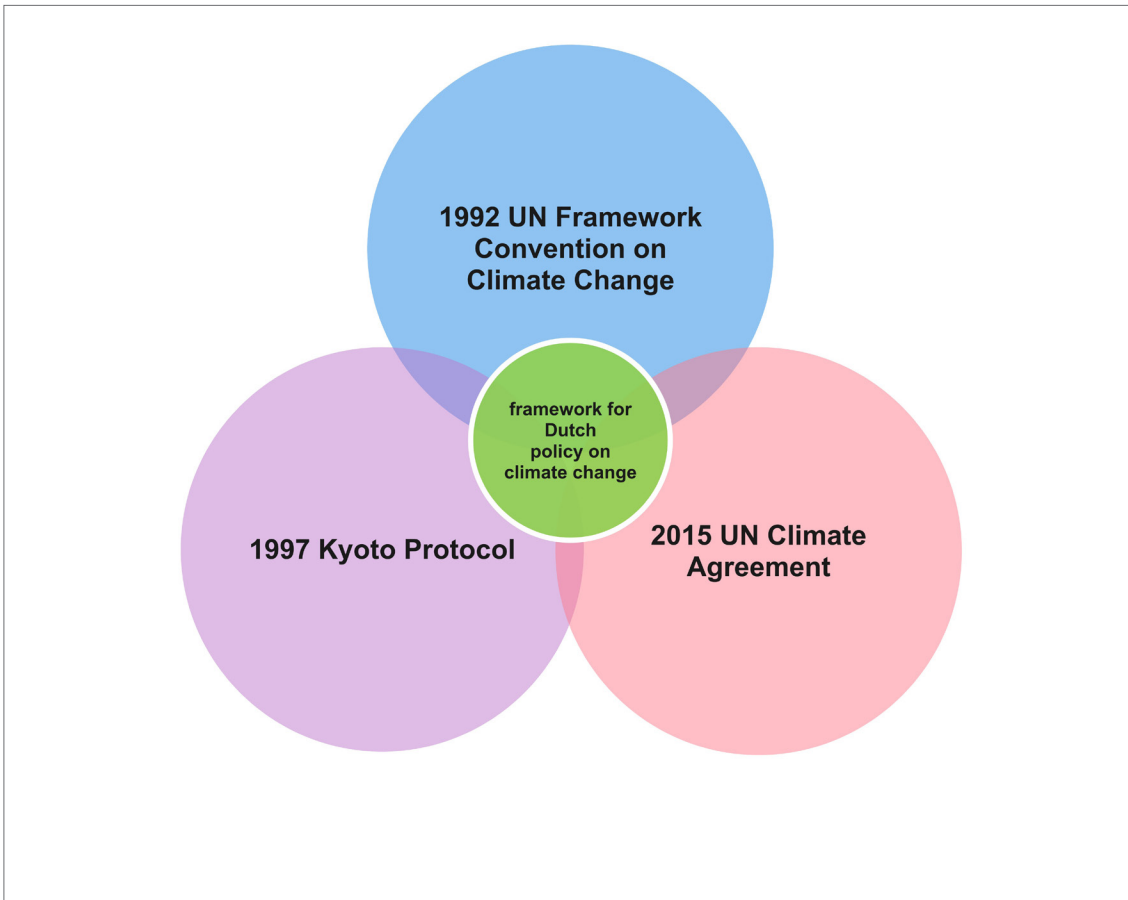 1992 UN Framework
Convention on
Climate Change
framework for
Dutch
policy on
climate change
1997 Kyoto Protocol
2015 UN Climate
Agreement